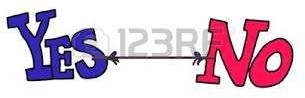 Yes No
123RF